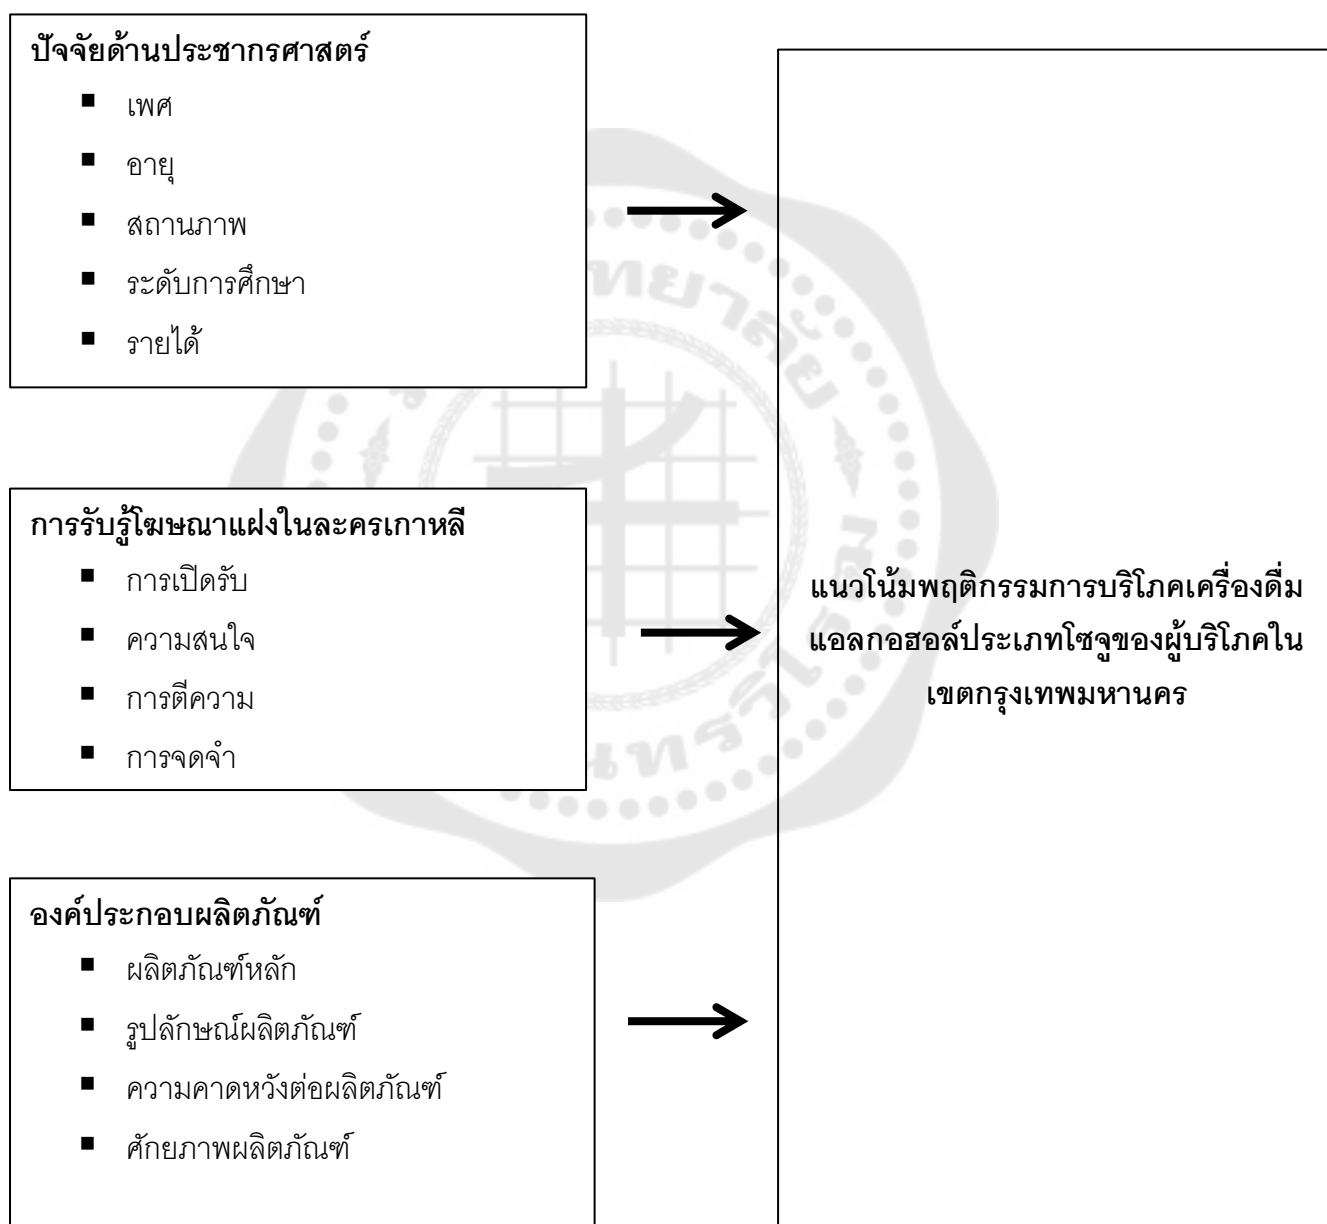 ปัจจัยด้านประชากรศาสตร์
เพศ
อายุ
สถานภาพ
ระดับการศึกษา
รายได้
การรับรู้โฆษณาแฝงในละครเกาหลี
การเปิดรับ
ความสนใจ
การตีความ
การจดจำ
องค์ประกอบผลิตภัณฑ์
ผลิตภัณฑ์หลัก
รูปลักษณ์ผลิตภัณฑ์
ความคาดหวังต่อผลิตภัณฑ์
ศักยภาพผลิตภัณฑ์
แนวโน้มพฤติกรรมการบริโภคเครื่องดื่ม
แอลกอฮอล์ประเภทโซจูของผู้บริโภคใน
เขตกรุงเทพมหานคร